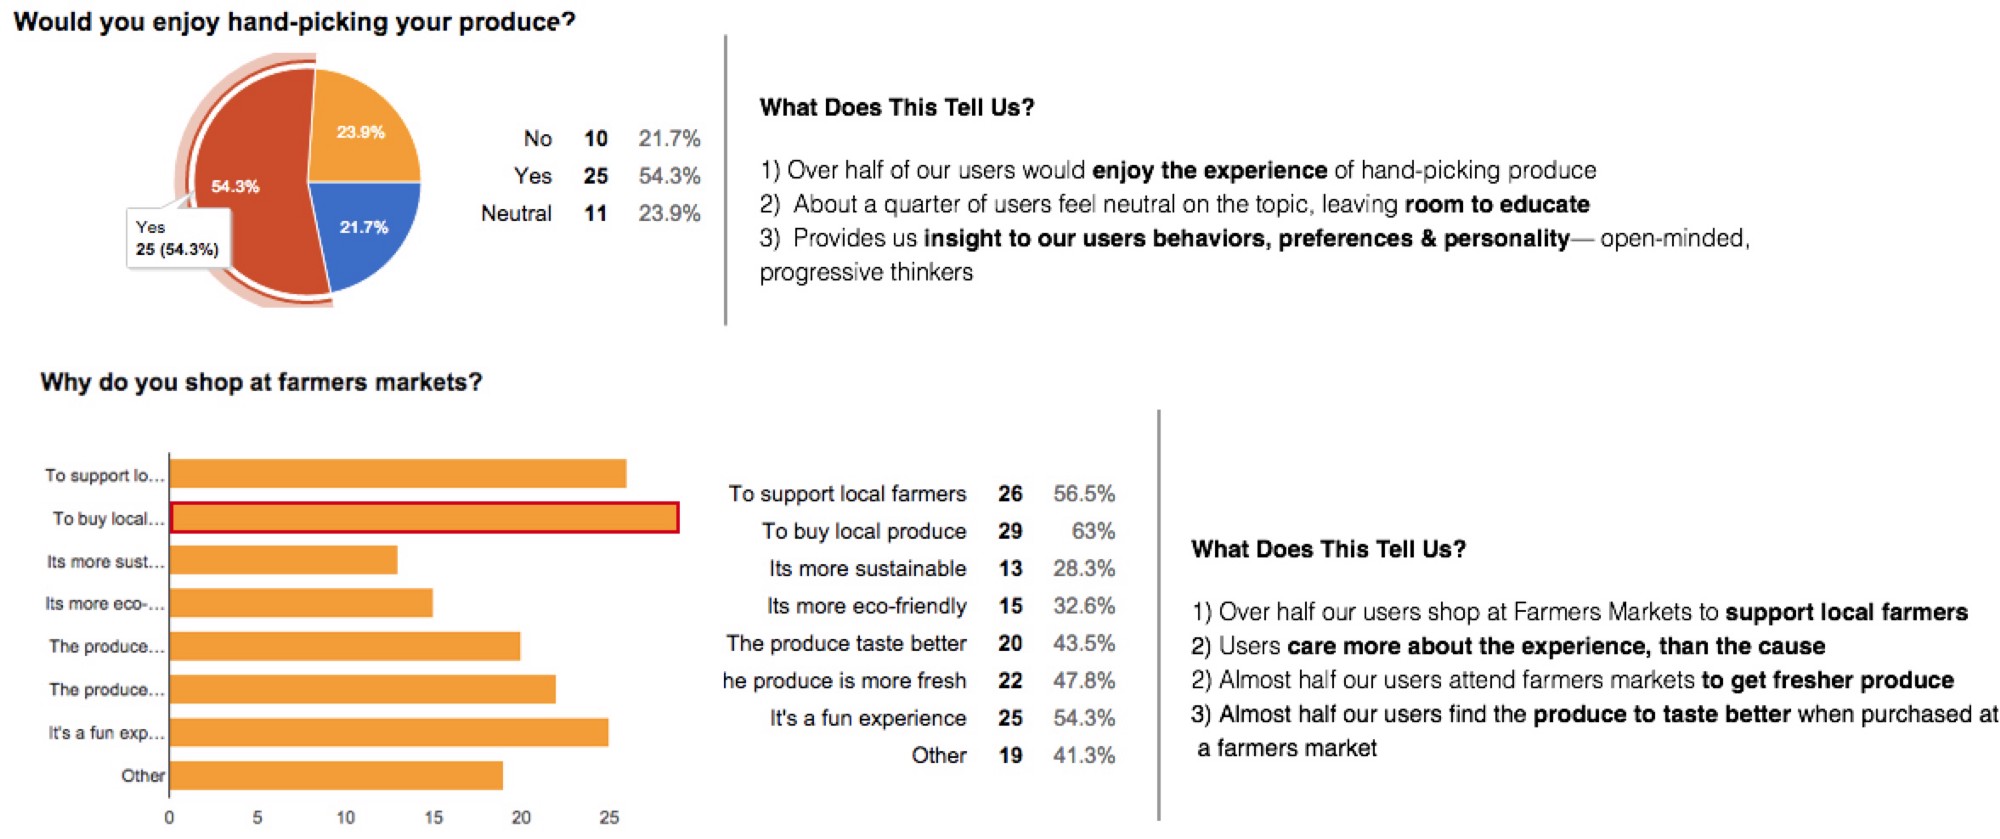 Would you enjoy hand-picking your produce?
23.9%
54.3%
21.7%
Yes
25 (54.3%)
No 10 21.7%
Yes 25 54.3%
Neutral 11 23.9%
What Does This Tell Us?
1) Over half of our users would enjoy the experience of hand-picking produce
2) About a quarter of users feel neutral on the topic, leaving room to educate
3) Provides us insight to our users behaviors, preferences & personality— open-minded,
progressive thinkers
Why do you shop at farmers markets?
To support lo...
To buy local...
Its more sust...
Its more eco-...
The produce...
The produce...
It's a fun exp...
Other
0 5 10 15 20 25
To support local farmers 26 56.5%
To buy local produce 29 63%
Its more sustainable 13 28.3%
Its more eco-friendly 15 32.6%
The produce taste better 20 43.5%
he produce is more fresh 22 47.8%
It's a fun experience 25 54.3%
Other 19 41.3%
What Does This Tell Us?
1) Over half our users shop at Farmers Markets to support local farmers
2) Users care more about the experience, than the cause
2) Almost half our users attend farmers markets to get fresher produce
3) Almost half our users find the produce to taste better when purchased at
a farmers market